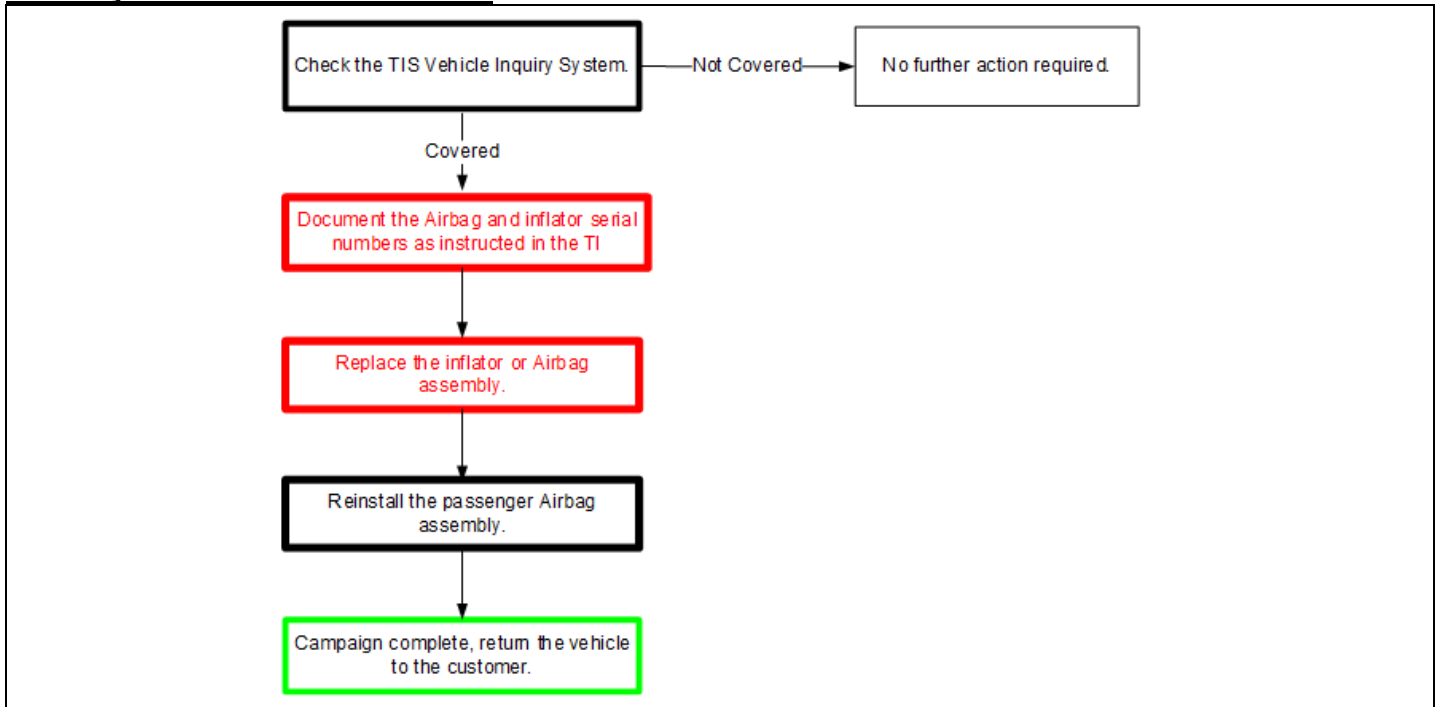 Check the TIS Vehicle Inquiry System.
Not Covered
No further action required.
Covered
Document the Airbag and inflator serial
numbers as instructed in the TI
Replace the inflator or Airbag
assembly.
Reinstall the passenger Airbag
assembly.
Campaign complete, return the vehicle
to the customer.